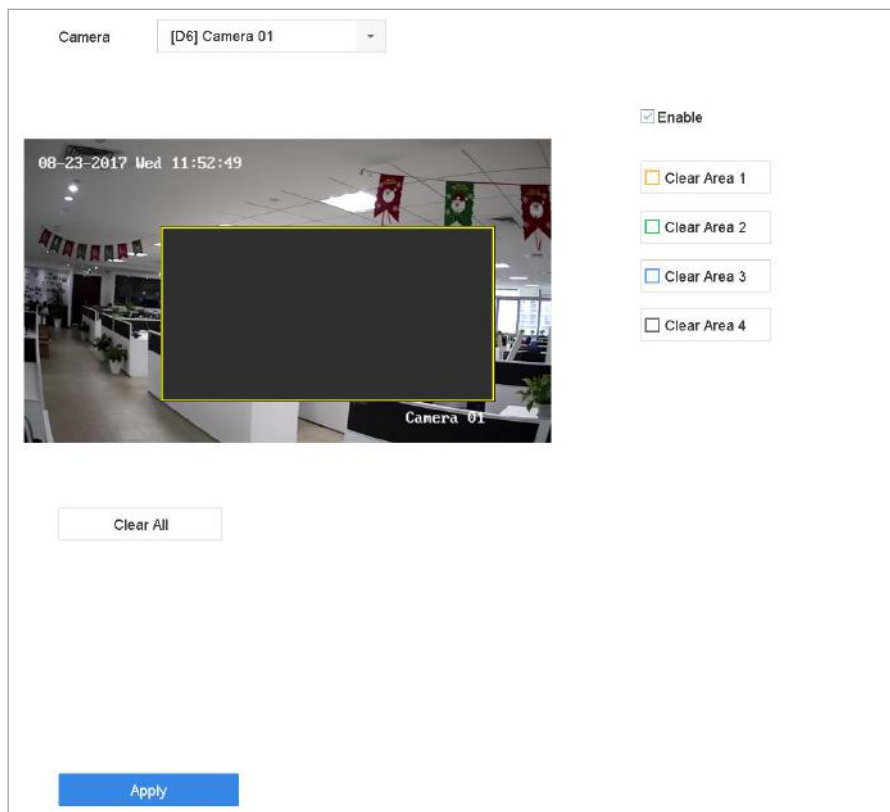 Camera [D6] Camera 01
Enable
08-23-2017 Wed 11:52:49
Clear Area 1
Clear Area 2
Clear Area 3
Clear Area 4
Camera 01
Clear All
Apply